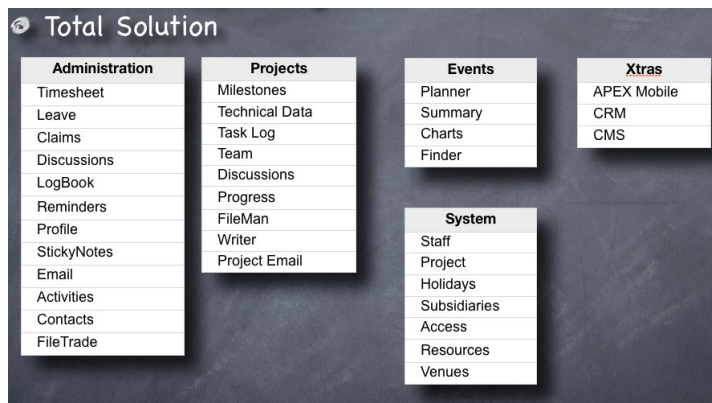 Total Solution
Administration
Timesheet
Leave
Claims
Discussions
LogBook
Reminders
Profile
StickyNotes
Email
Activities
Contacts
FileTrade
Projects
Milestones
Technical Data
Task Log
Team
Discussions
Progress
FileMan
Writer
Project Email
Events
Planner
Summary
Charts
Finder
System
Staff
Project
Holidays
Subsidiaries
Access
Resources
Venues
Xtras
APEX Mobile
CRM
CMS